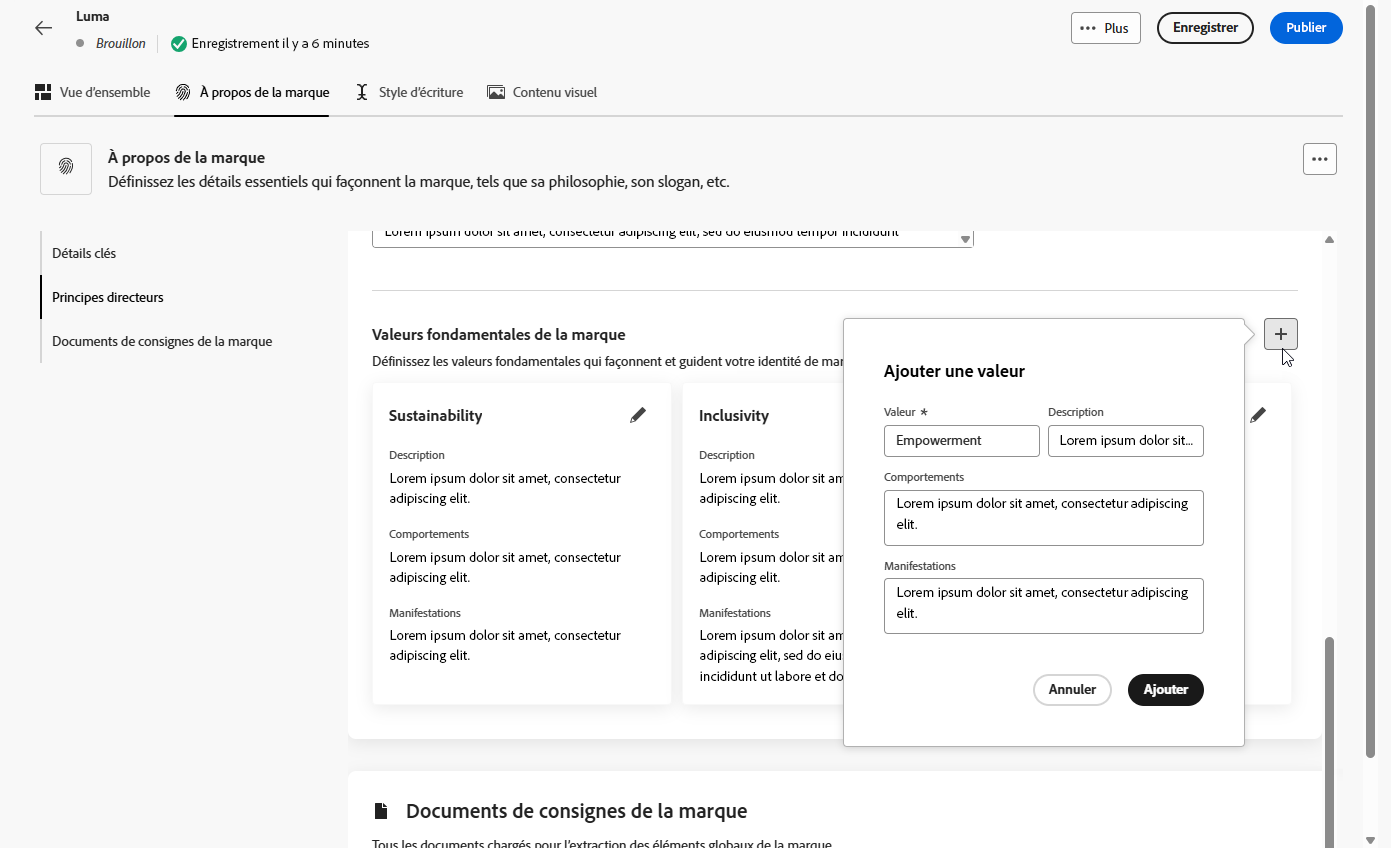 Luma
Brouillon
Enregistrement il y a 6 minutes
Plus
Enregistrer
Publier
Vue d'ensemble
À propos de la marque
Style d'écriture
Contenu visuel
À propos de la marque
Définissez les détails essentiels qui façonnent la marque, tels que sa philosophie, son slogan, etc.
Détails clés
Principes directeurs
Documents de consignes de la marque
Lorem ipsum dolor sit amet, consectetur adipiscing elit, sed do eiusmod tempor incididunt
Valeurs fondamentales de la marque
Définissez les valeurs fondamentales qui façonnent et guident votre identité de mar
Sustainability
Description
Lorem ipsum dolor sit amet, consectetur
adipiscing elit.
Comportements
Lorem ipsum dolor sit amet, consectetur
adipiscing elit.
Manifestations
Lorem ipsum dolor sit amet, consectetur
adipiscing elit.
Inclusivity
Description
Lorem ipsum dolor sit am
adipiscing elit.
Comportements
Lorem ipsum dolor sit am
adipiscing elit.
Manifestations
Lorem ipsum dolor sit am
adipiscing elit, sed do eiu
incididunt ut labore et do
Ajouter une valeur
Valeur *
Description
Empowerment
Lorem ipsum dolor sit...
Comportements
Lorem ipsum dolor sit amet, consectetur adipiscing
elit.
Manifestations
Lorem ipsum dolor sit amet, consectetur adipiscing
elit.
Annuler
Ajouter
Documents de consignes de la marque
Tous les documents chargés pour l'extraction des éléments globaux de la marque